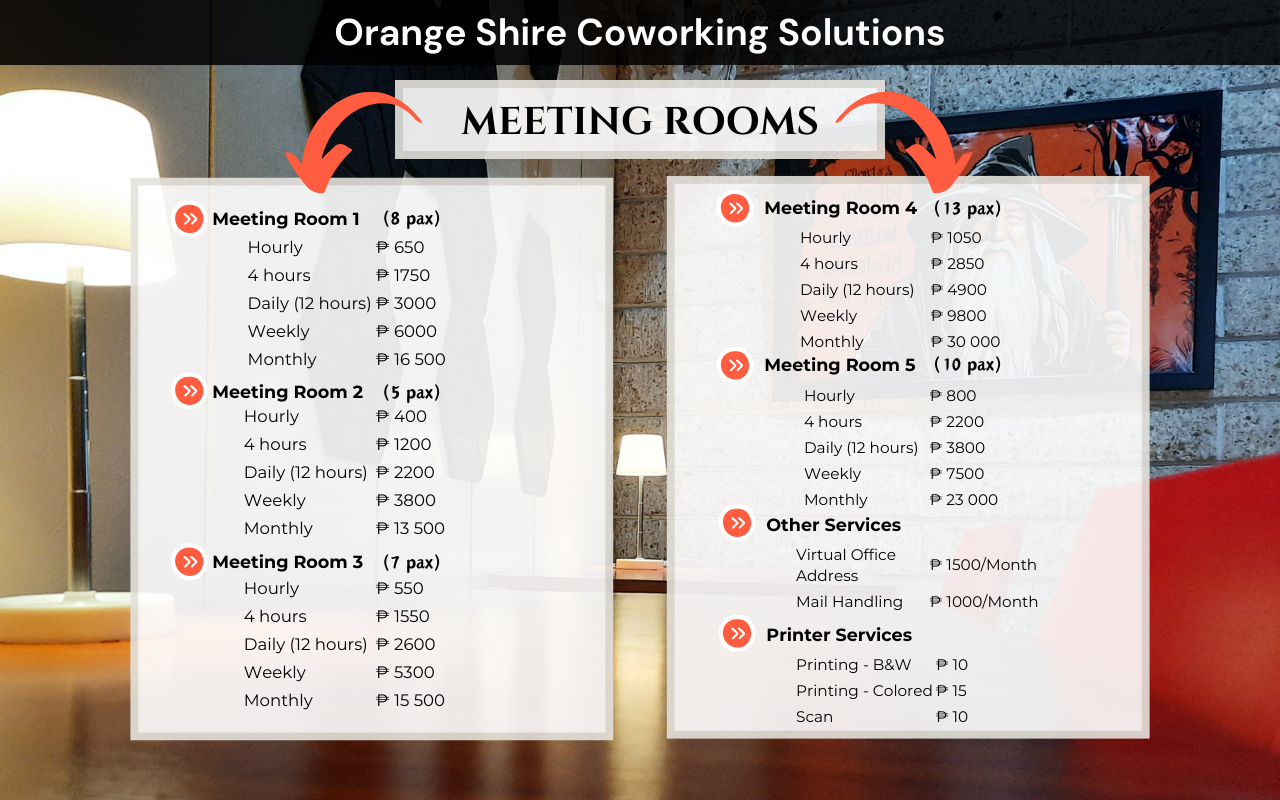 Orange Shire Coworking Solutions
MEETING ROOMS
Meeting Room 1 (8 pax)
Hourly ₱ 650
4 hours ₱ 1750
Daily (12 hours) ₱ 3000
Weekly ₱ 6000
Monthly ₱ 16 500
Meeting Room 2 (5 pax)
Hourly ₱ 400
4 hours ₱ 1200
Daily (12 hours) ₱ 2200
Weekly ₱ 3800
Monthly ₱ 13 500
Meeting Room 3 (7 pax)
Hourly ₱ 550
4 hours ₱ 1550
Daily (12 hours) ₱ 2600
Weekly ₱ 5300
Monthly ₱ 15 500
Meeting Room 4 (13 pax)
Hourly ₱ 1050
4 hours ₱ 2850
Daily (12 hours) ₱ 4900
Weekly ₱ 9800
Monthly ₱ 30 000
Meeting Room 5 (10 pax)
Hourly ₱ 800
4 hours ₱ 2200
Daily (12 hours) ₱ 3800
Weekly ₱ 7500
Monthly ₱ 23 000
Other Services
Virtual Office
Address ₱ 1500/Month
Mail Handling ₱ 1000/Month
Printer Services
Printing - B&W ₱ 10
Printing - Colored ₱ 15
Scan ₱ 10